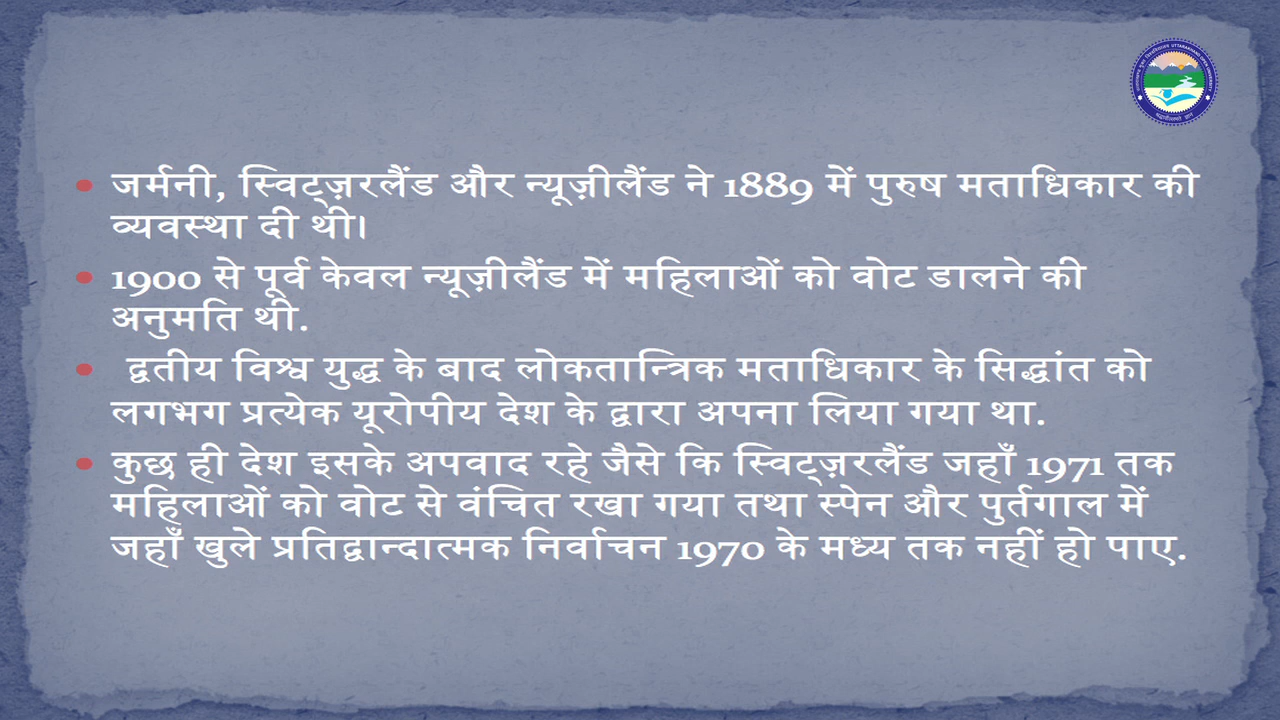 • जर्मनी, स्विट्ज़रलैंड और न्यूज़ीलैंड ने 1889 में पुरुष मताधिकार की
व्यवस्था दी थी।
• 1900 से पूर्व केवल न्यूज़ीलैंड में महिलाओं को वोट डालने की
अनुमति थी.
• द्वतीय विश्व युद्ध के बाद लोकतान्त्रिक मताधिकार के सिद्धांत को
लगभग प्रत्येक यूरोपीय देश के द्वारा अपना लिया गया था.
• कुछ ही देश इसके अपवाद रहे जैसे कि स्विट्ज़रलैंड जहाँ 1971 तक
महिलाओं को वोट से वंचित रखा गया तथा स्पेन और पुर्तगाल में
जहाँ खुले प्रतिद्वान्दात्मक निर्वाचन 1970 के मध्य तक नहीं हो पाए.